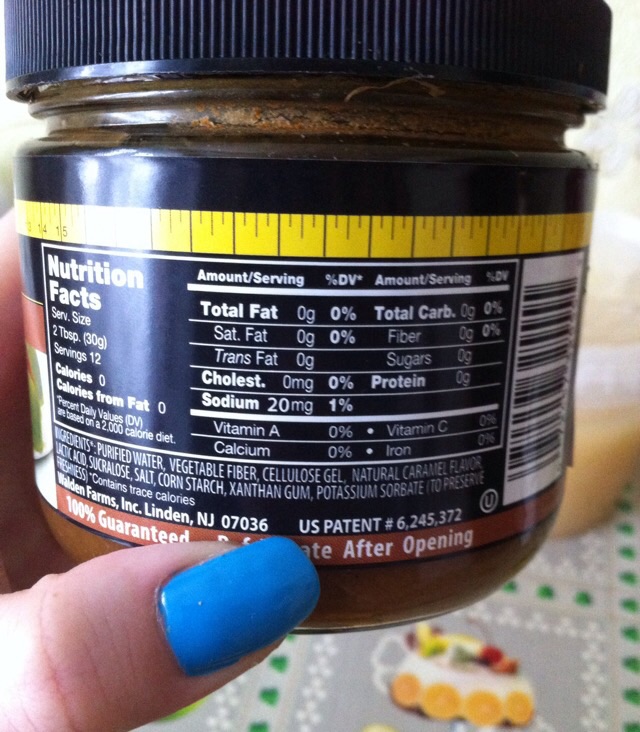 3 14 15
Nutrition
Facts
Serv. Size
2 Tbsp. (30g)
Servings 12
Calories 0
Calories from Fat 0
*Percent Daily Values (DV)
are based on a 2,000 calorie diet.
Amount/Serving %DV* Amount/Serving %DV
Total Fat 0g 0% Total Carb. 0g 0%
Sat. Fat 0g 0% Fiber 0g 0%
Trans Fat 0g Sugars 0g
Cholest. 0mg 0% Protein 0g
Sodium 20mg 1%
Vitamin A 0% • Vitamin C 0%
Calcium 0% • Iron 0%
INGREDIENTS*: PURIFIED WATER, VEGETABLE FIBER, CELLULOSE GEL, NATURAL CARAMEL FLAVOR,
LACTIC ACID, SUCRALOSE, SALT, CORN STARCH, XANTHAN GUM, POTASSIUM SORBATE (TO PRESERVE
FRESHNESS) *Contains trace calories
Walden Farms, Inc. Linden, NJ 07036 US PATENT # 6,245,372 U
100% Guaranteed ate After Opening